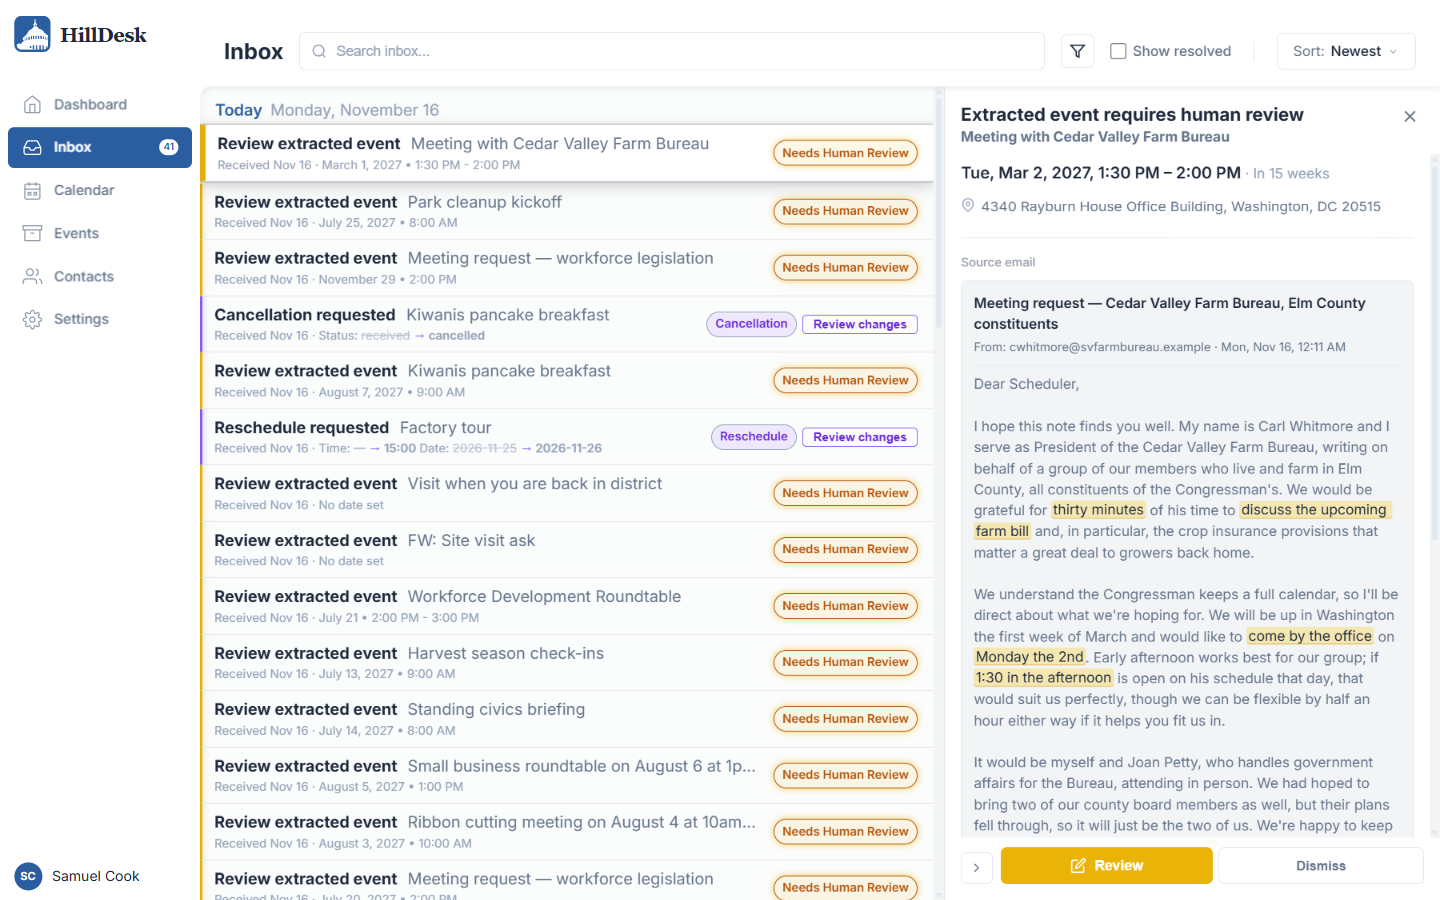 HillDesk
Inbox
Search inbox...
Show resolved
Sort: Newest
Dashboard
Inbox 41
Calendar
Events
Contacts
Settings
SC Samuel Cook
Today Monday, November 16
Review extracted event Meeting with Cedar Valley Farm Bureau
Received Nov 16 · March 1, 2027 • 1:30 PM - 2:00 PM
Needs Human Review
Review extracted event Park cleanup kickoff
Received Nov 16 · July 25, 2027 • 8:00 AM
Needs Human Review
Review extracted event Meeting request — workforce legislation
Received Nov 16 · November 29 • 2:00 PM
Needs Human Review
Cancellation requested Kiwanis pancake breakfast
Received Nov 16 · Status: received → cancelled
Cancellation Review changes
Review extracted event Kiwanis pancake breakfast
Received Nov 16 · August 7, 2027 • 9:00 AM
Needs Human Review
Reschedule requested Factory tour
Received Nov 16 · Time: — → 15:00 Date: 2026-11-25 → 2026-11-26
Reschedule Review changes
Review extracted event Visit when you are back in district
Received Nov 16 · No date set
Needs Human Review
Review extracted event FW: Site visit ask
Received Nov 16 · No date set
Needs Human Review
Review extracted event Workforce Development Roundtable
Received Nov 16 · July 21 • 2:00 PM - 3:00 PM
Needs Human Review
Review extracted event Harvest season check-ins
Received Nov 16 · July 13, 2027 • 9:00 AM
Needs Human Review
Review extracted event Standing civics briefing
Received Nov 16 · July 14, 2027 • 8:00 AM
Needs Human Review
Review extracted event Small business roundtable on August 6 at 1p...
Received Nov 16 · August 5, 2027 • 1:00 PM
Needs Human Review
Review extracted event Ribbon cutting meeting on August 4 at 10am...
Received Nov 16 · August 3, 2027 • 10:00 AM
Needs Human Review
Review extracted event Meeting request — workforce legislation
Received Nov 16 · July 20, 2027 • 2:00 PM
Needs Human Review
Extracted event requires human review
Meeting with Cedar Valley Farm Bureau
Tue, Mar 2, 2027, 1:30 PM – 2:00 PM · In 15 weeks
4340 Rayburn House Office Building, Washington, DC 20515
Source email
Meeting request — Cedar Valley Farm Bureau, Elm County
constituents
From: cwhitmore@svfarmbureau.example · Mon, Nov 16, 12:11 AM
Dear Scheduler,
I hope this note finds you well. My name is Carl Whitmore and I
serve as President of the Cedar Valley Farm Bureau, writing on
behalf of a group of our members who live and farm in Elm
County, all constituents of the Congressman's. We would be
grateful for thirty minutes of his time to discuss the upcoming
farm bill and, in particular, the crop insurance provisions that
matter a great deal to growers back home.
We understand the Congressman keeps a full calendar, so I'll be
direct about what we're hoping for. We will be up in Washington
the first week of March and would like to come by the office on
Monday the 2nd. Early afternoon works best for our group; if
1:30 in the afternoon is open on his schedule that day, that
would suit us perfectly, though we can be flexible by half an
hour either way if it helps you fit us in.
It would be myself and Joan Petty, who handles government
affairs for the Bureau, attending in person. We had hoped to
bring two of our county board members as well, but their plans
fell through, so it will just be the two of us. We're happy to keep
Review
Dismiss